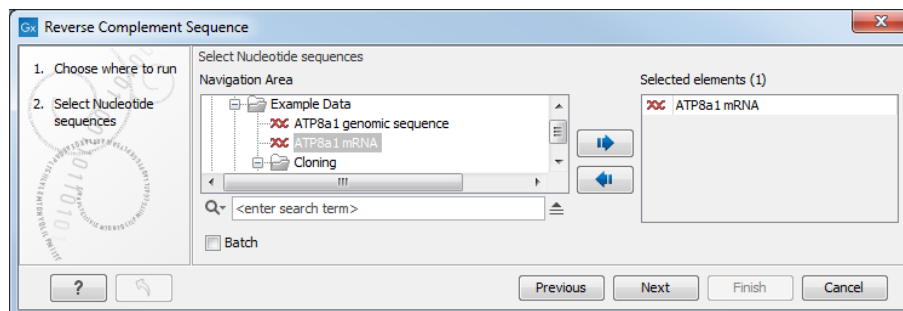 Gx Reverse Complement Sequence
1. Choose where to run
2. Select Nucleotide
sequences
Select Nucleotide sequences
Navigation Area
Example Data
ATP8a1 genomic sequence
ATP8a1 mRNA
Cloning
<enter search term>
Batch
Selected elements (1)
ATP8a1 mRNA
?
Previous
Next
Finish
Cancel